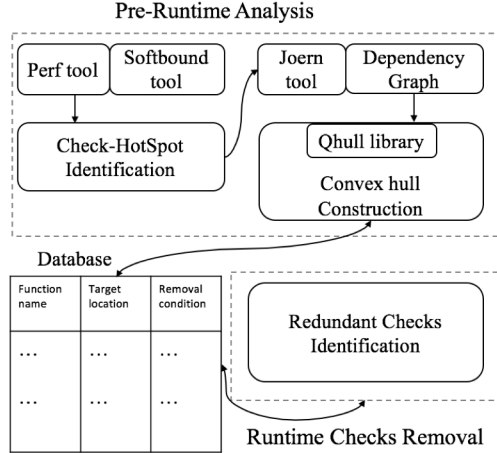 Pre-Runtime Analysis
Perf tool
Softbound
tool
Joern
tool
Dependency
Graph
Check-HotSpot
Identification
Qhull library
Convex hull
Construction
Database
Function
name
Target
location
Removal
condition
... ... ...
... ... ...
Redundant Checks
Identification
Runtime Checks Removal